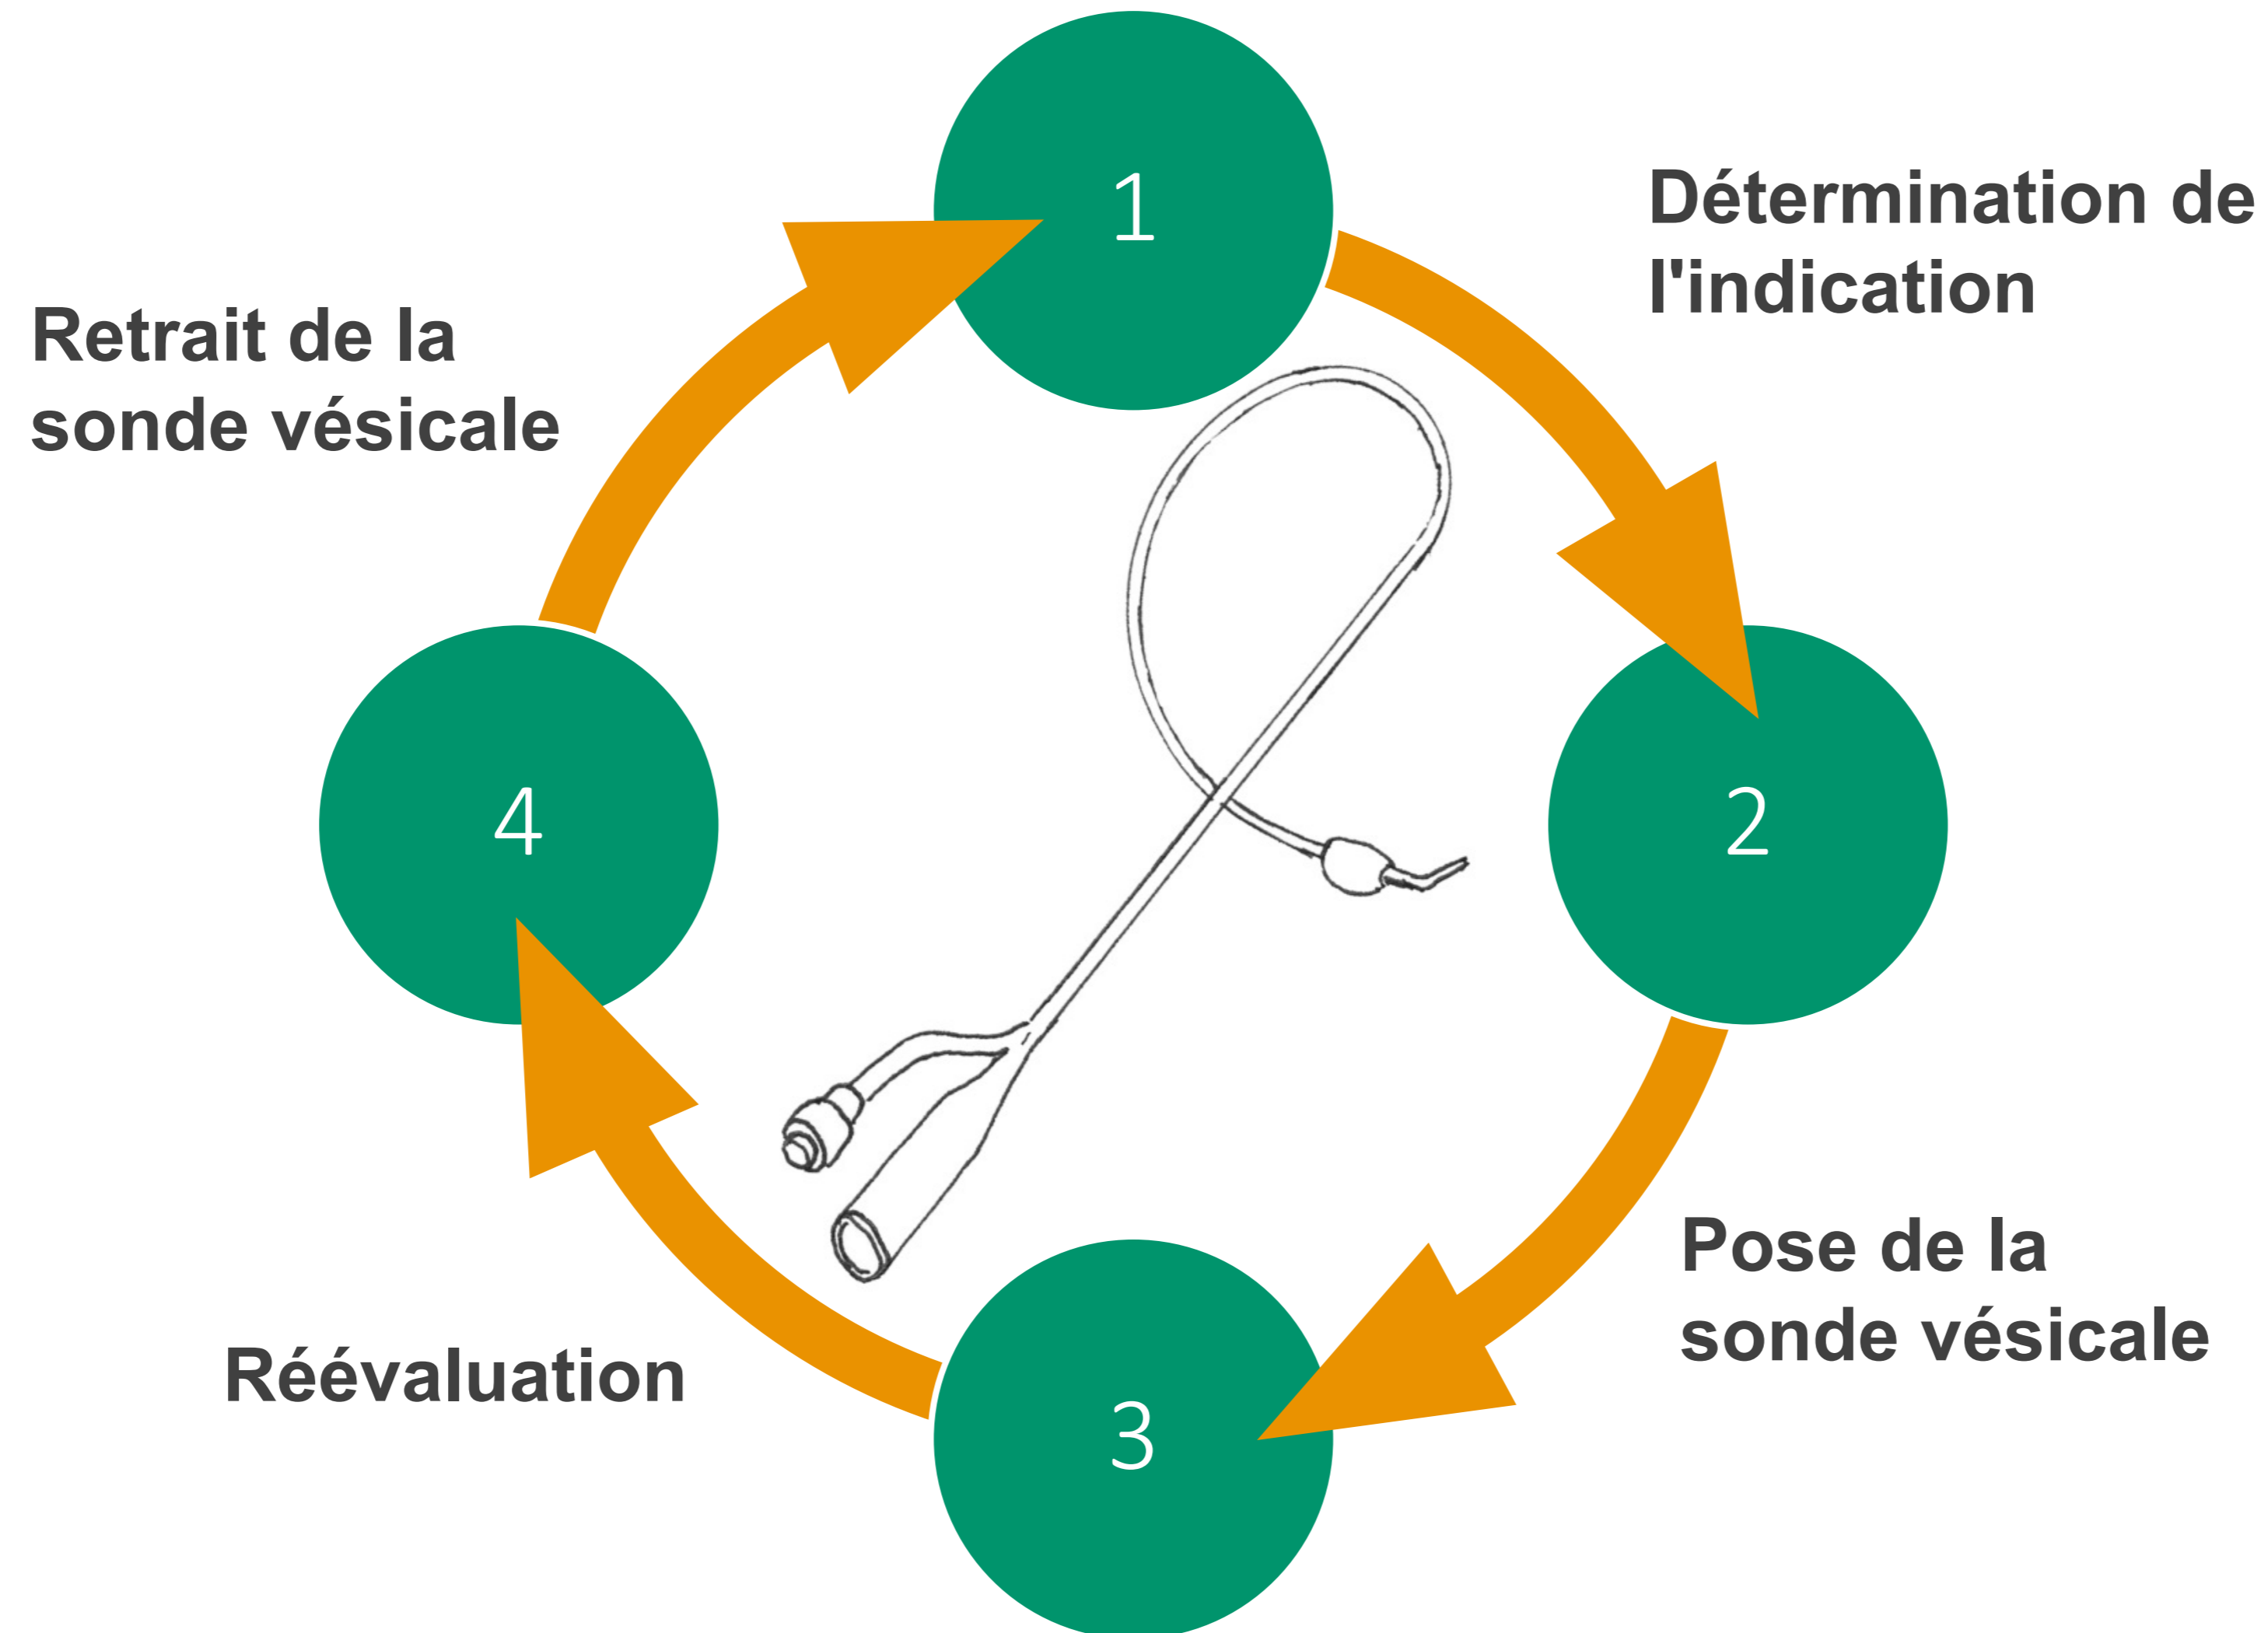 1
Détermination de
l'indication
2
Pose de la
sonde vésicale
3
Réévaluation
4
Retrait de la
sonde vésicale